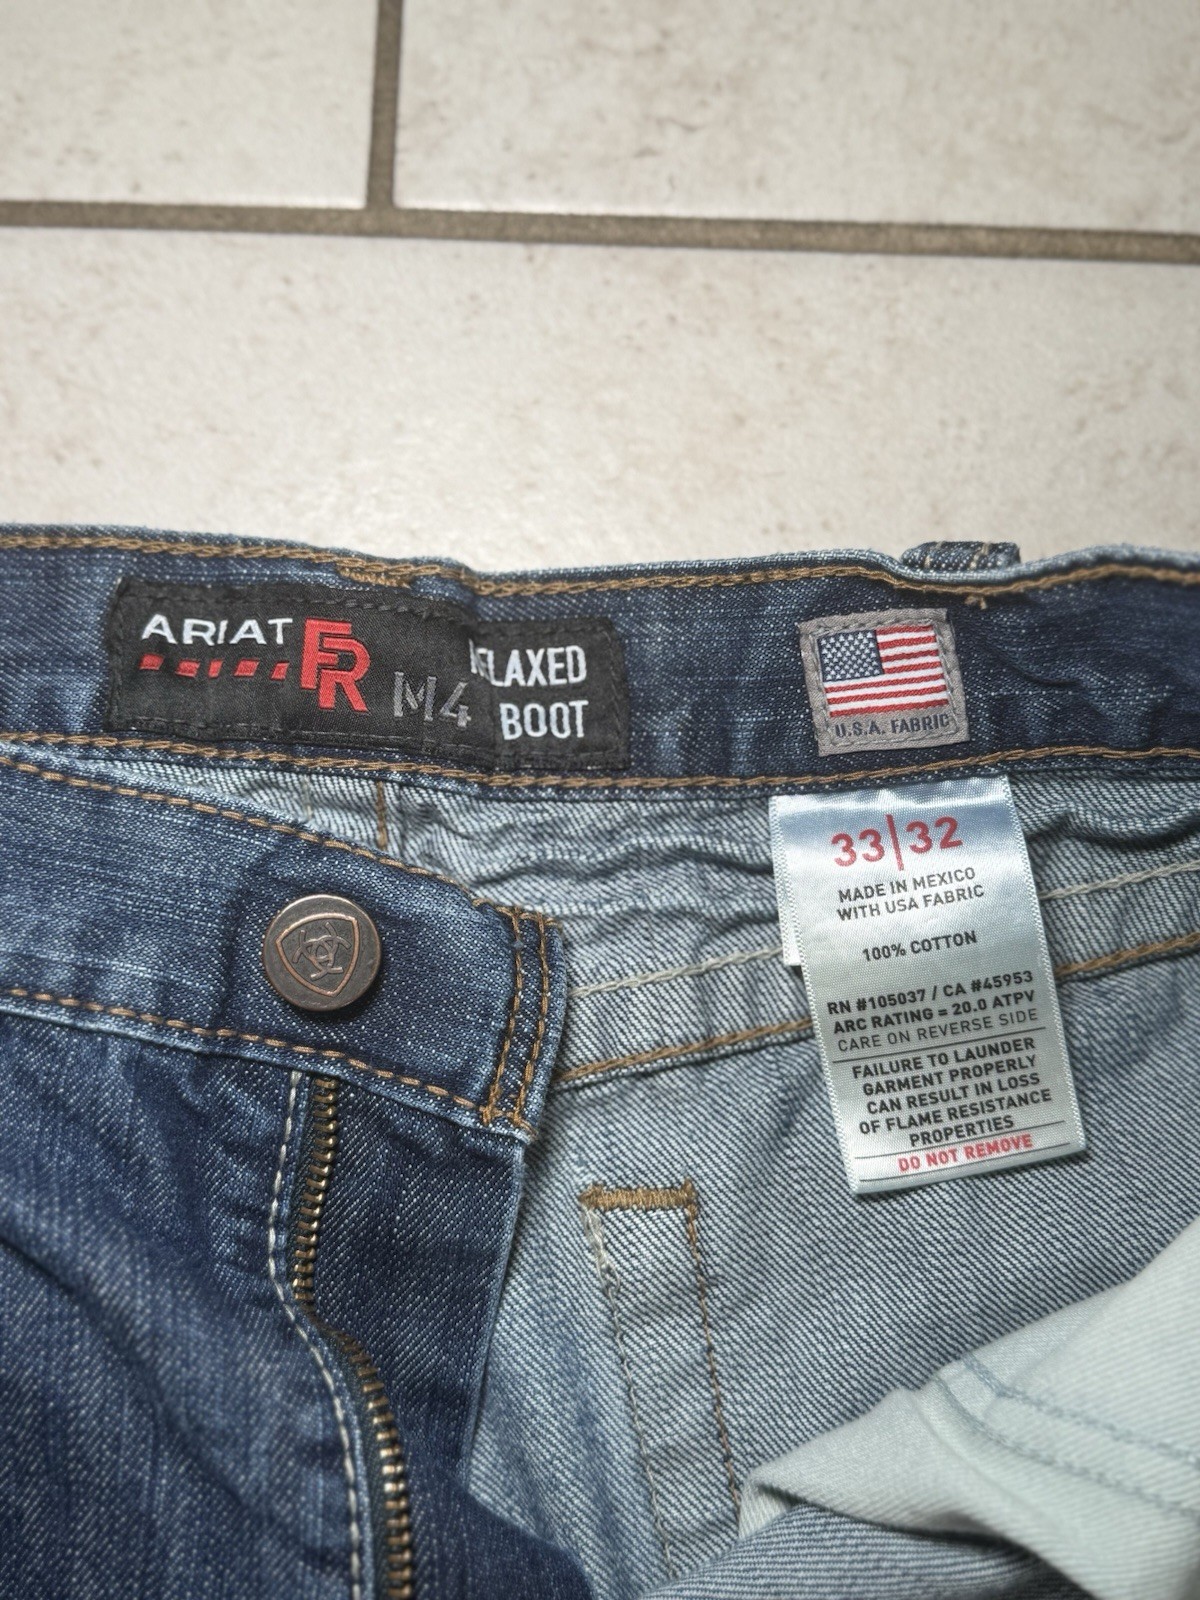 ARIAT FR M4
RELAXED
BOOT
U.S.A. FABRIC
33|32
MADE IN MEXICO
WITH USA FABRIC
100% COTTON
RN #105037 / CA #45953
ARC RATING = 20.0 ATPV
CARE ON REVERSE SIDE
FAILURE TO LAUNDER
GARMENT PROPERLY
CAN RESULT IN LOSS
OF FLAME RESISTANCE
PROPERTIES
DO NOT REMOVE